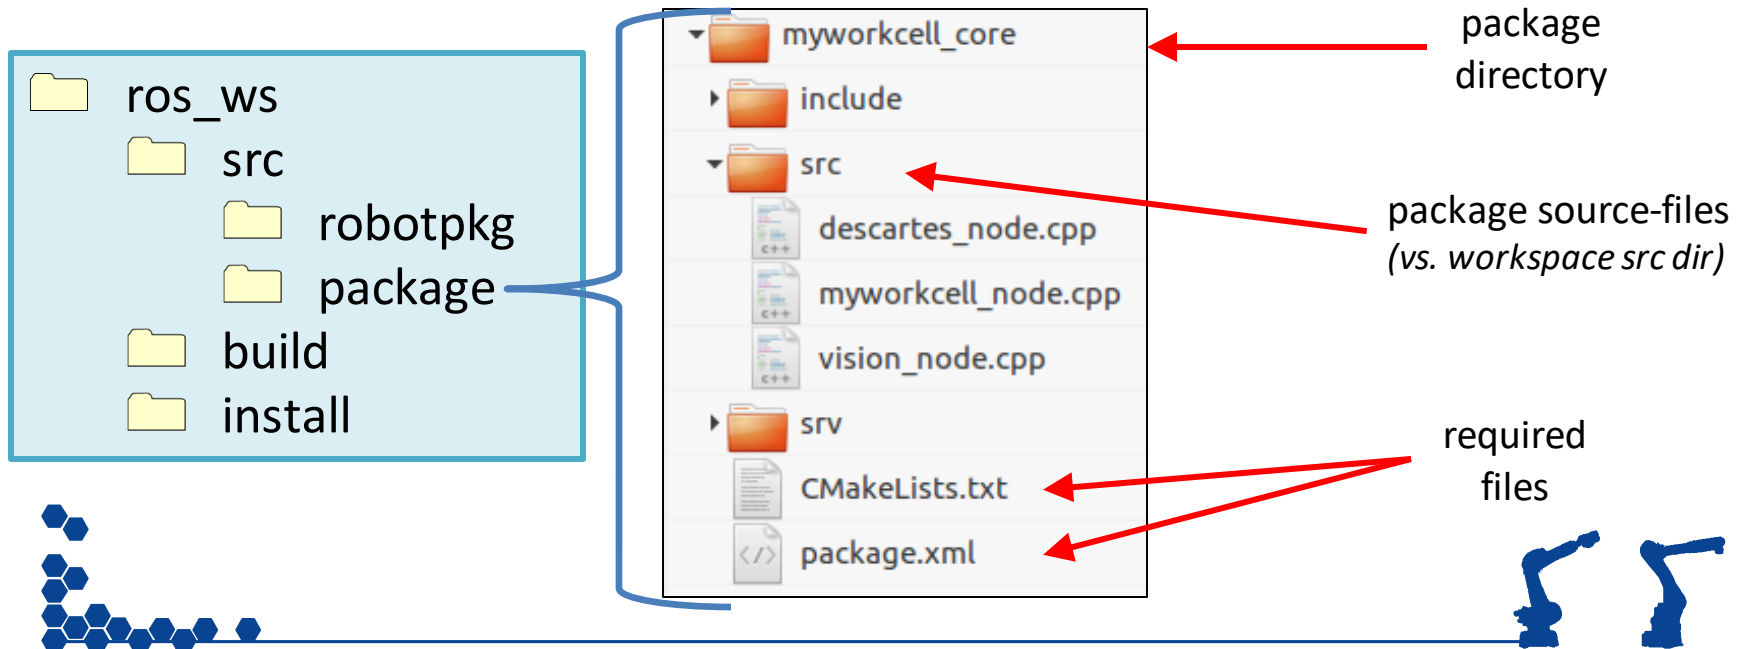 ros_ws
src
robotpkg
package
build
install
myworkcell_core
include
src
descartes_node.cpp
c++
myworkcell_node.cpp
c++
vision_node.cpp
c++
srv
CMakeLists.txt
</>
package.xml
package
directory
package source-files
(vs. workspace src dir)
required
files